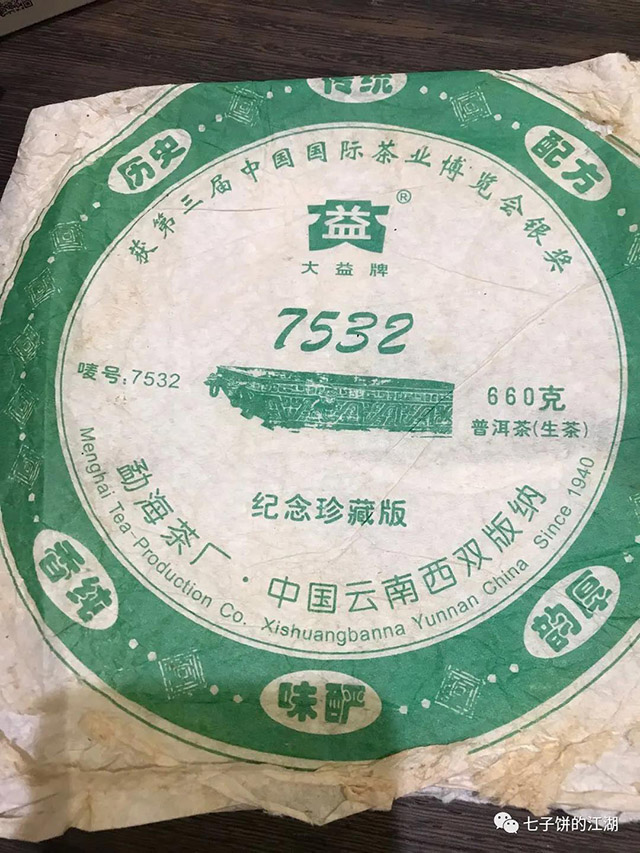 历史
传统
配方
获第三届中国国际茶业博览会银奖
益®
大益牌
7532
唛号:7532
660克
普洱茶(生茶)
纪念珍藏版
勐海茶厂·中国云南西双版纳
Menghai Tea-Production Co. Xishuangbanna Yunnan China Since 1940
香纯
味酽
韵厚
七子饼的江湖